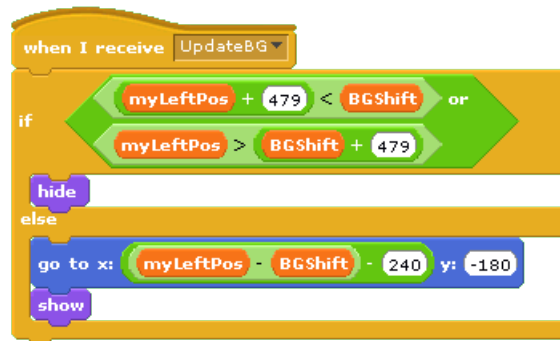 when I receive UpdateBG
if myLeftPos + 479 < BGShift or
myLeftPos > BGShift + 479
hide
else
go to x: myLeftPos - BGShift - 240 y: -180
show